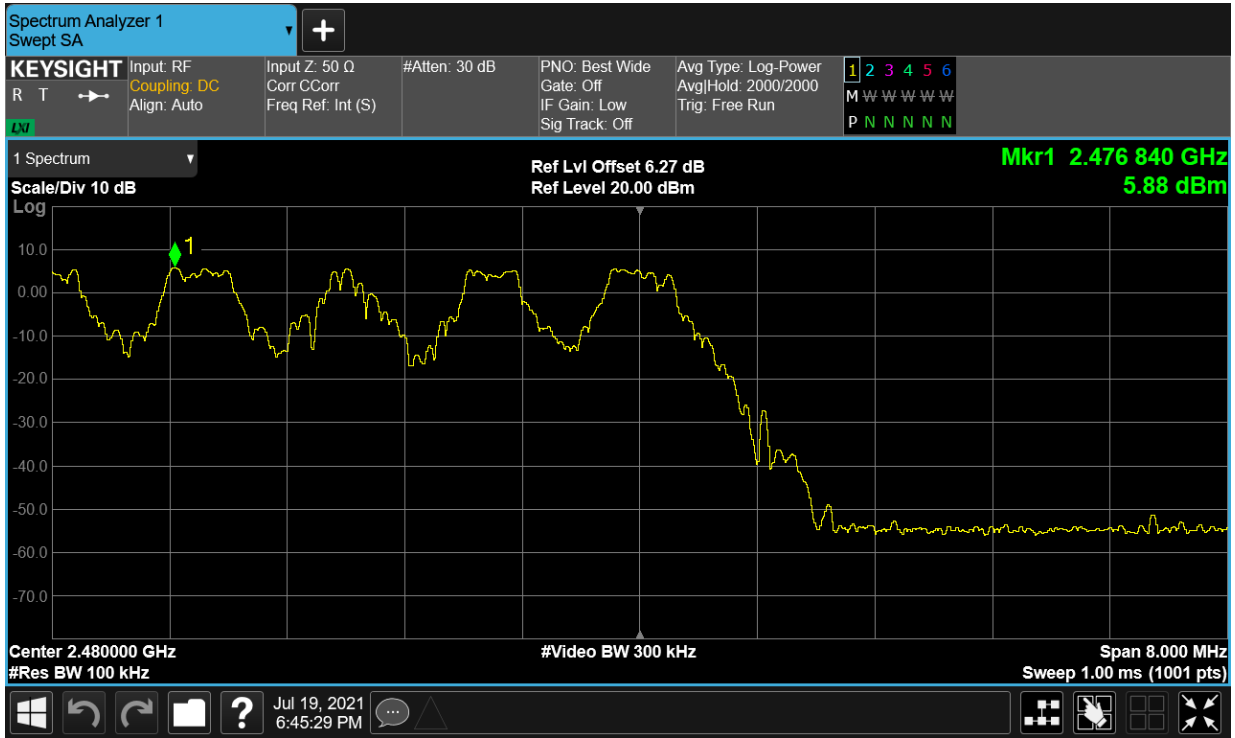 Spectrum Analyzer 1
Swept SA
KEYSIGHT
R T
LXI
Input: RF
Coupling: DC
Align: Auto
Input Z: 50 Ω
Corr CCorr
Freq Ref: Int (S)
#Atten: 30 dB
PNO: Best Wide
Gate: Off
IF Gain: Low
Sig Track: Off
Avg Type: Log-Power
Avg|Hold: 2000/2000
Trig: Free Run
1 2 3 4 5 6
M W W W W W
P N N N N N
1 Spectrum
Scale/Div 10 dB
Log
Ref Lvl Offset 6.27 dB
Ref Level 20.00 dBm
Mkr1 2.476 840 GHz
5.88 dBm
1
10.0
0.00
-10.0
-20.0
-30.0
-40.0
-50.0
-60.0
-70.0
Center 2.480000 GHz
#Res BW 100 kHz
#Video BW 300 kHz
Span 8.000 MHz
Sweep 1.00 ms (1001 pts)
?
Jul 19, 2021
6:45:29 PM